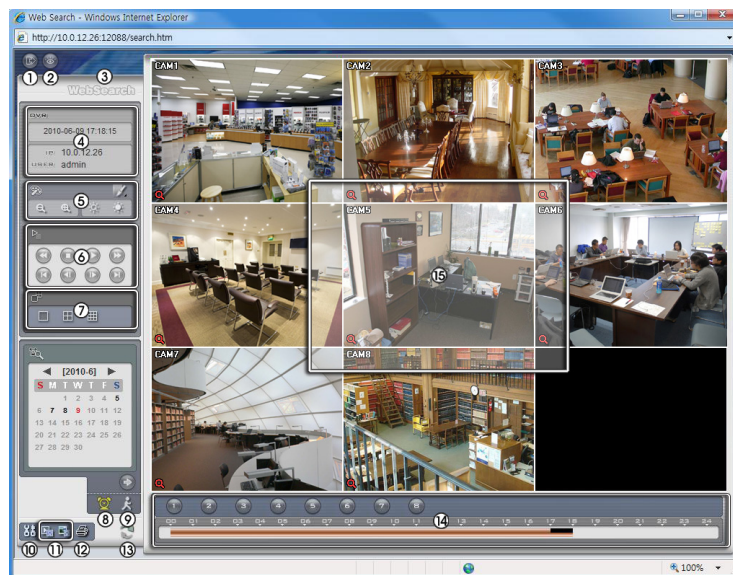 Web Search - Windows Internet Explorer
http://10.0.12.26:12088/search.htm
① ② ③
WebSearch
DVR:
2010-06-09 17:18:15
④
IP: 10.0.12.26
USER: admin
⑤
⑥
⑦
[2010-6]
S M T W T F S
1 2 3 4 5
6 7 8 9 10 11 12
13 14 15 16 17 18 19
20 21 22 23 24 25 26
27 28 29 30
⑧ ⑨
⑩ ⑪ ⑫ ⑬
CAM1 CAM2 CAM3
CAM4 CAM5 CAM6
⑮
CAM7 CAM8
1 2 3 4 5 6 7 8
00 01 02 03 04 05 06 07 08 09 10 11 ⑭ 13 14 15 16 17 18 19 20 21 22 23 24
100%